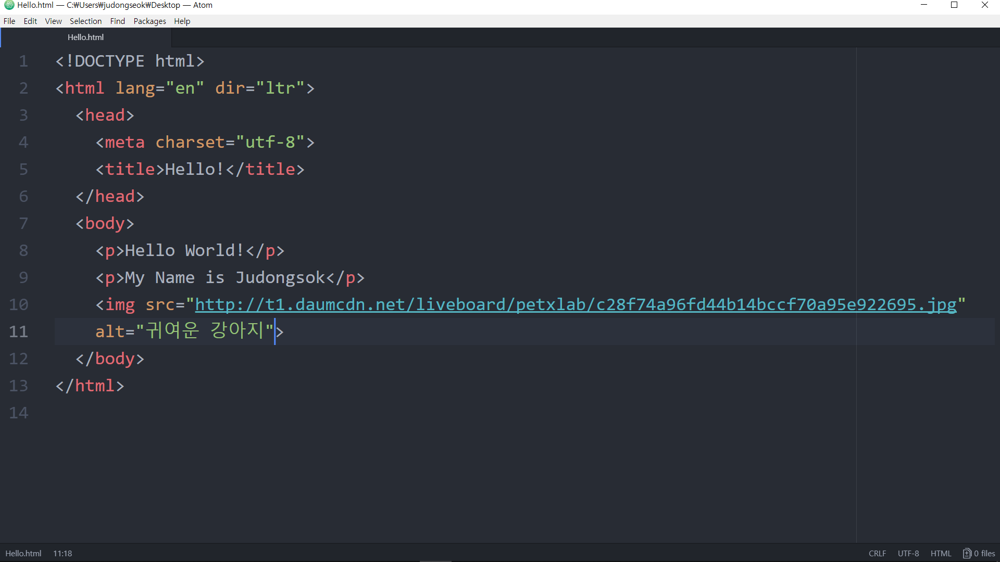 Hello.html — C:₩Users₩judongseok₩Desktop — Atom
File Edit View Selection Find Packages Help
Hello.html
1 <!DOCTYPE html>
2 <html lang="en" dir="ltr">
3 <head>
4 <meta charset="utf-8">
5 <title>Hello!</title>
6 </head>
7 <body>
8 <p>Hello World!</p>
9 <p>My Name is Judongsok</p>
10 <img src="http://t1.daumcdn.net/liveboard/petxlab/c28f74a96fd44b14bccf70a95e922695.jpg"
11 alt="귀여운 강아지">
12 </body>
13 </html>
14
Hello.html 11:18 CRLF UTF-8 HTML 0 files